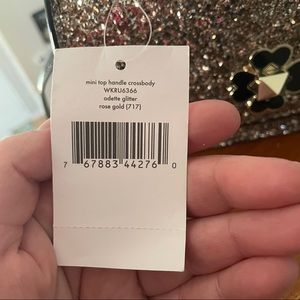 mini top handle crossbody
WKRU6366
odette glitter
rose gold (717)
7 67883 44276 0